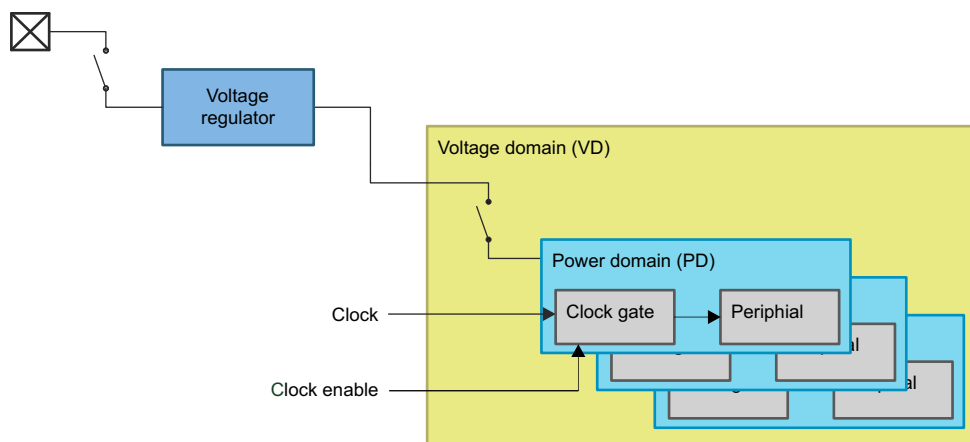 Voltage
regulator
Voltage domain (VD)
Power domain (PD)
Clock gate
Periphial
Clock
Clock enable